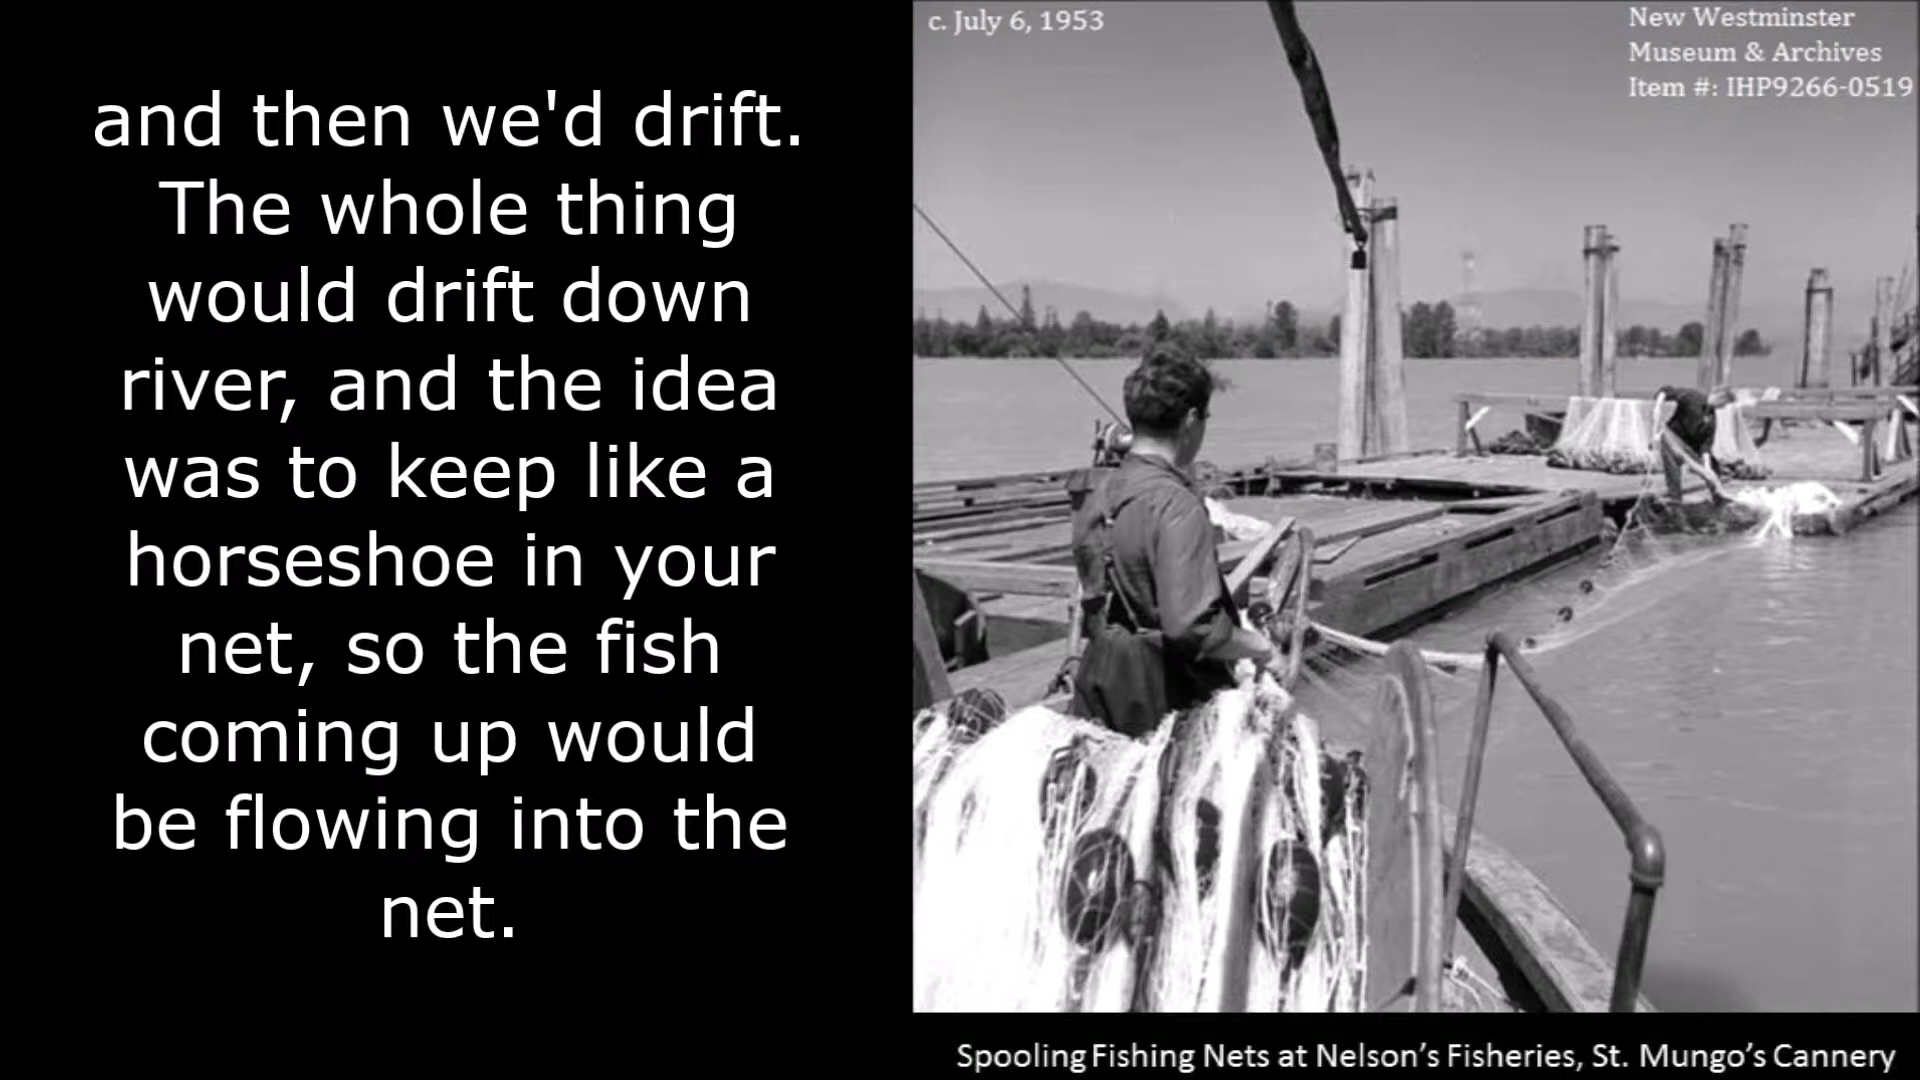 and then we'd drift.
The whole thing
would drift down
river, and the idea
was to keep like a
horseshoe in your
net, so the fish
coming up would
be flowing into the
net.
c. July 6, 1953
New Westminster
Museum & Archives
Item #: IHP9266-0519
Spooling Fishing Nets at Nelson’s Fisheries, St. Mungo’s Cannery